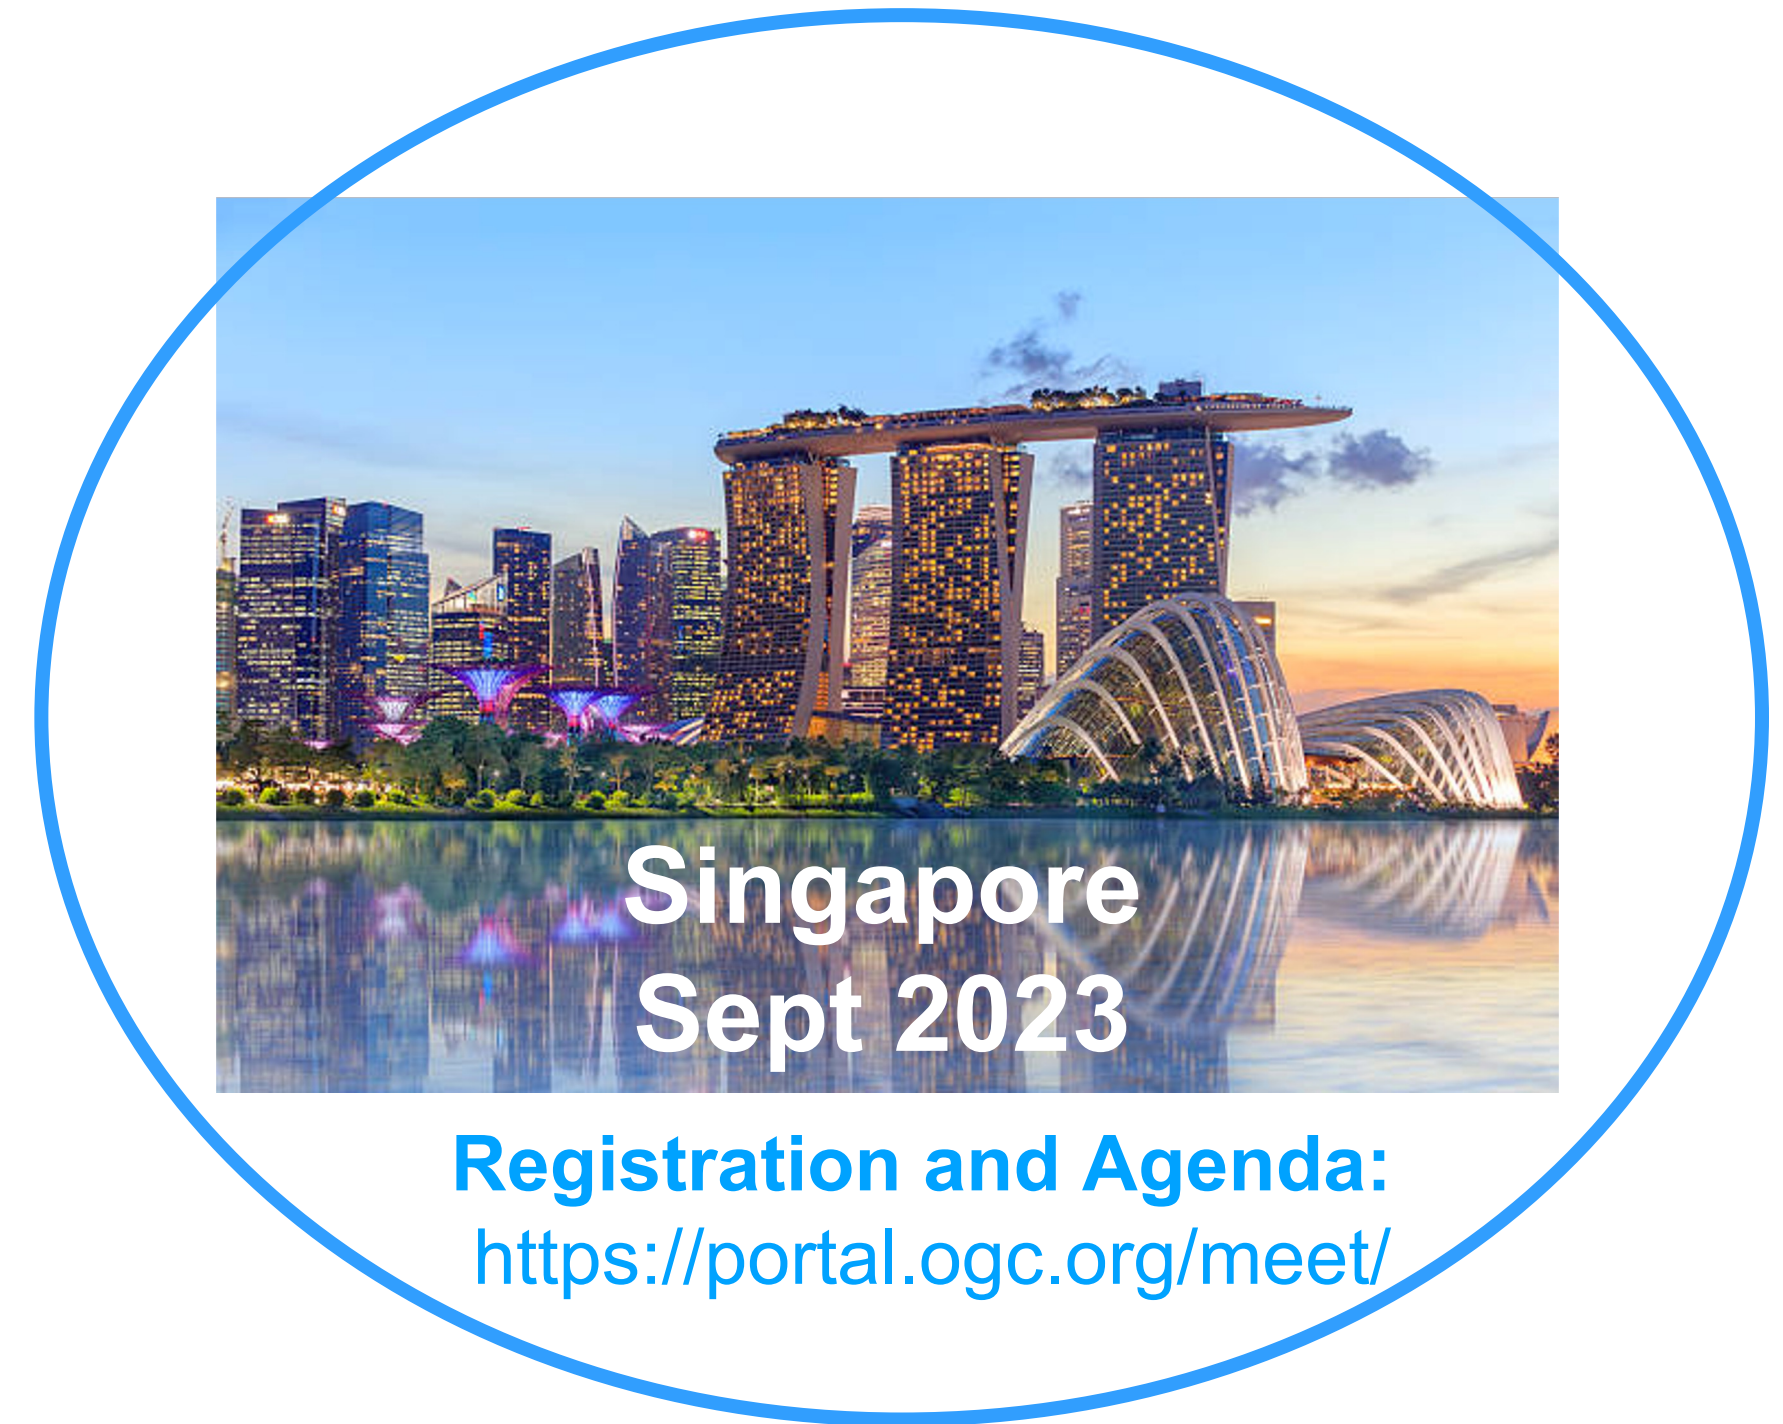 Singapore
Sept 2023
Registration and Agenda:
https://portal.ogc.org/meet/